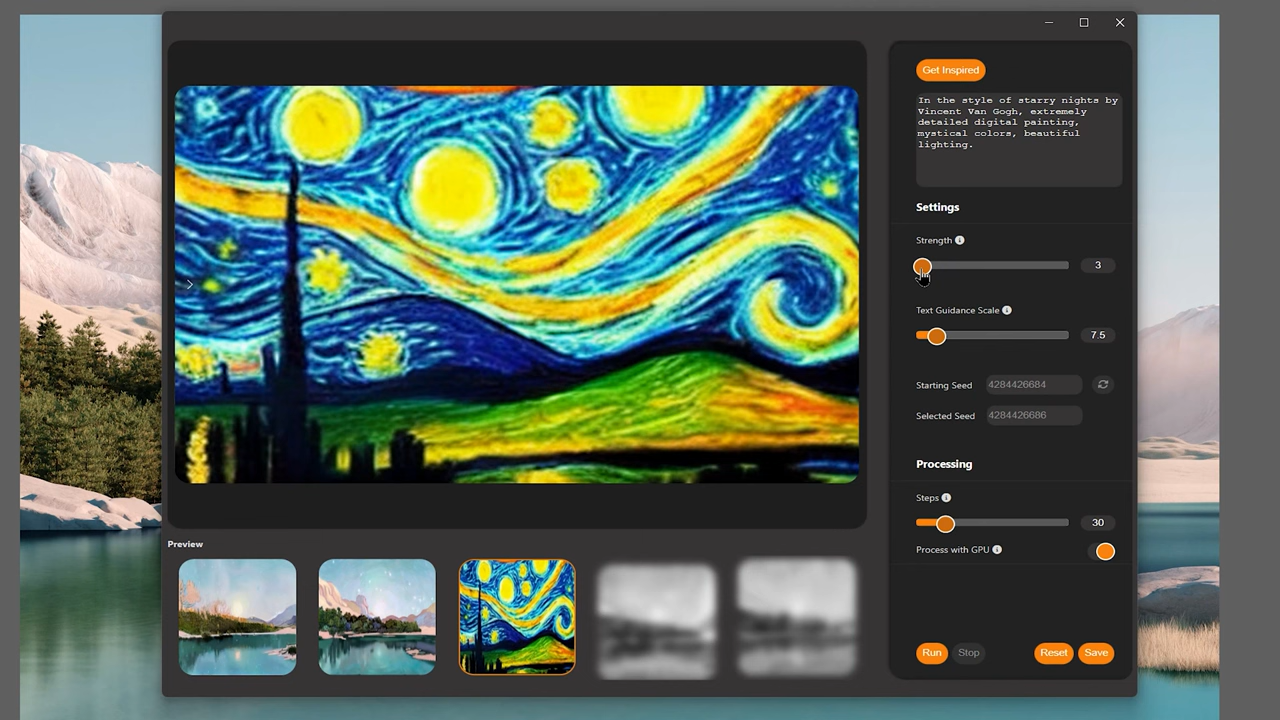 Get Inspired
In the style of starry nights by
Vincent Van Gogh, extremely
detailed digital painting,
mystical colors, beautiful
lighting.
Settings
Strength
3
Text Guidance Scale
7.5
Starting Seed 4284426684
Selected Seed 4284426686
Processing
Steps
30
Process with GPU
Preview
Run Stop Reset Save